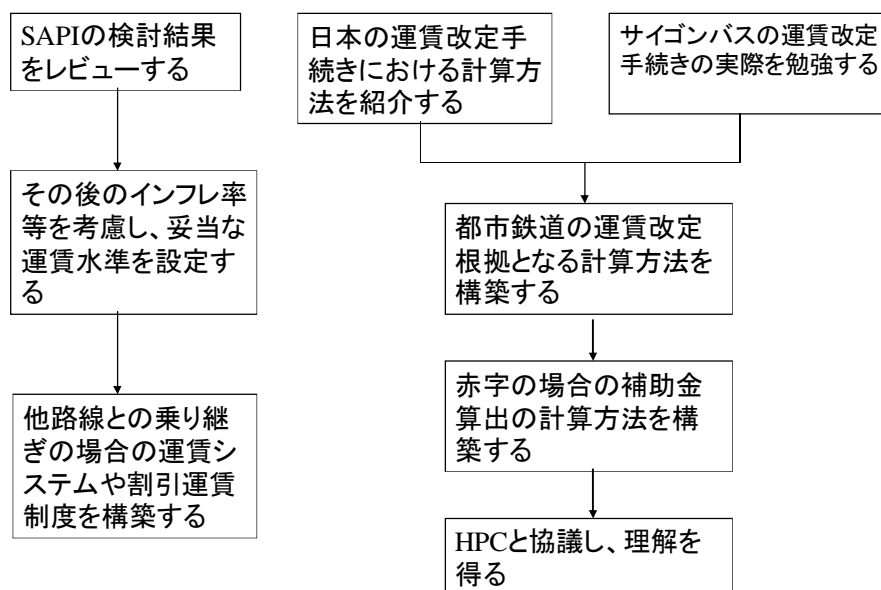 SAPIの検討結果
をレビューする
日本の運賃改定手
続きにおける計算方
法を紹介する
サイゴンバスの運賃改定
手続きの実際を勉強する
その後のインフレ率
等を考慮し、妥当な
運賃水準を設定す
る
都市鉄道の運賃改定
根拠となる計算方法を
構築する
他路線との乗り継
ぎの場合の運賃シ
ステムや割引運賃
制度を構築する
赤字の場合の補助金
算出の計算方法を構
築する
HPCと協議し、理解を
得る